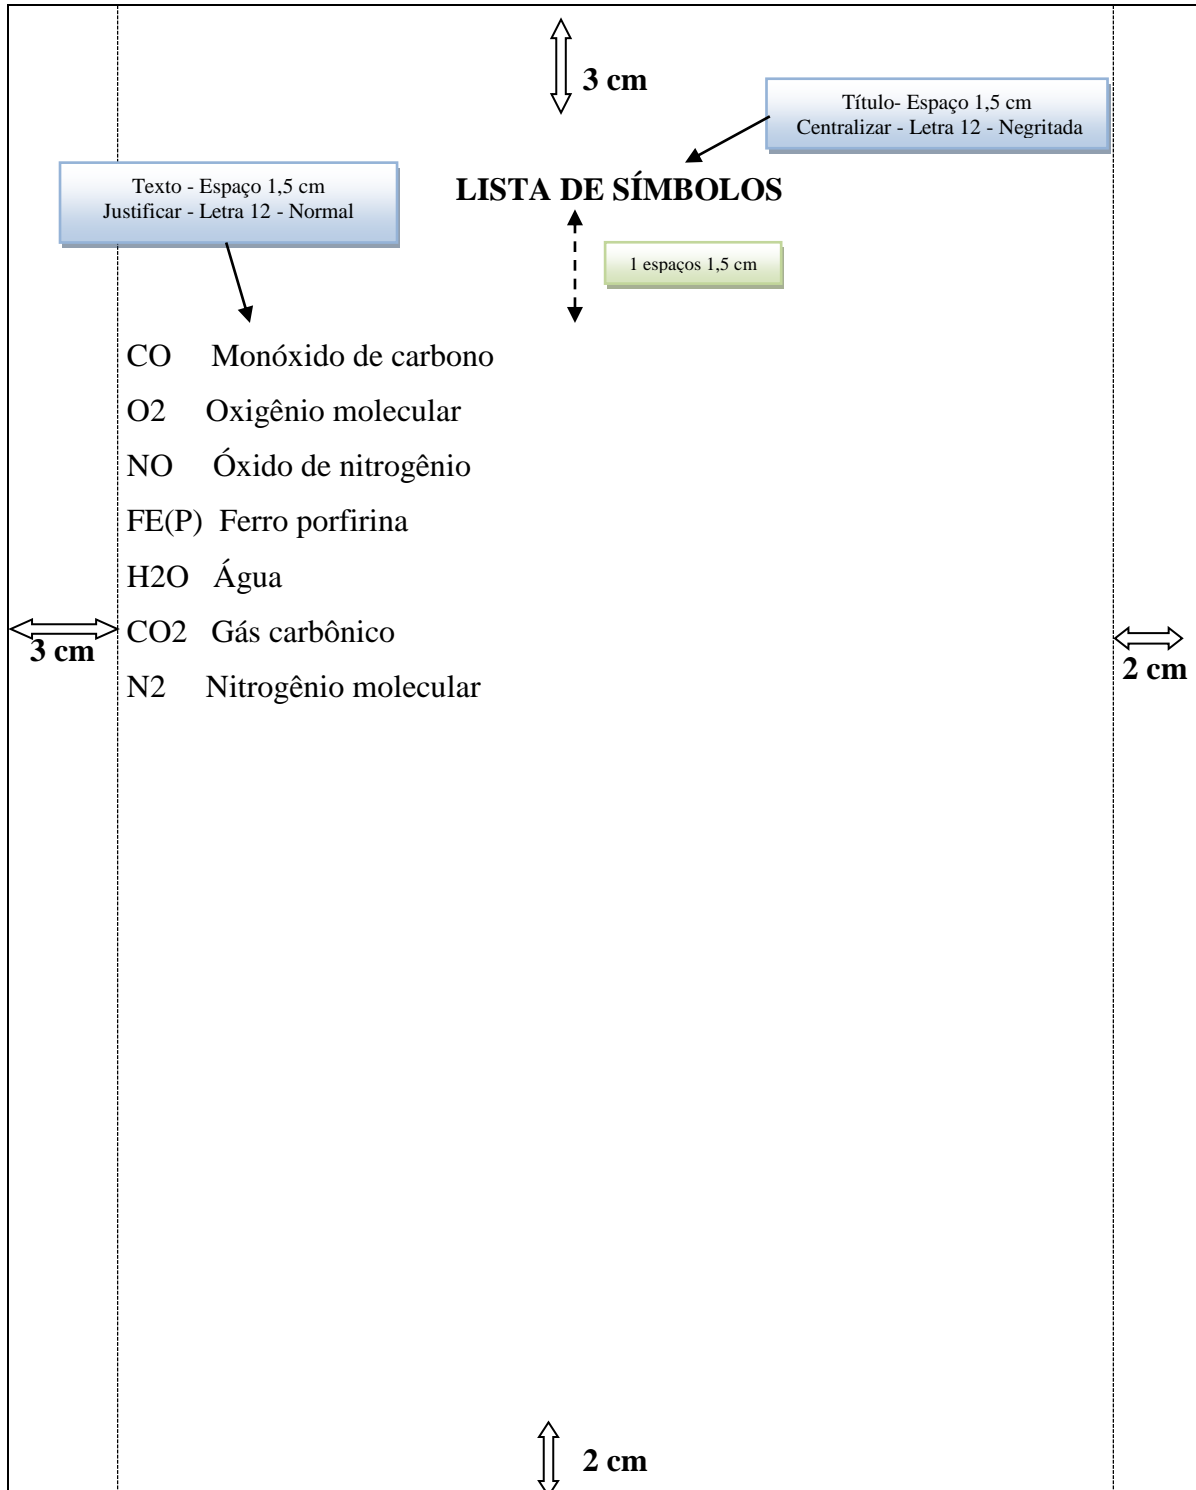 3 cm
Título- Espaço 1,5 cm
Centralizar - Letra 12 - Negritada
Texto - Espaço 1,5 cm
Justificar - Letra 12 - Normal
LISTA DE SÍMBOLOS
1 espaços 1,5 cm
CO Monóxido de carbono
O2 Oxigênio molecular
NO Óxido de nitrogênio
FE(P) Ferro porfirina
H2O Água
CO2 Gás carbônico
3 cm
2 cm
N2 Nitrogênio molecular
2 cm